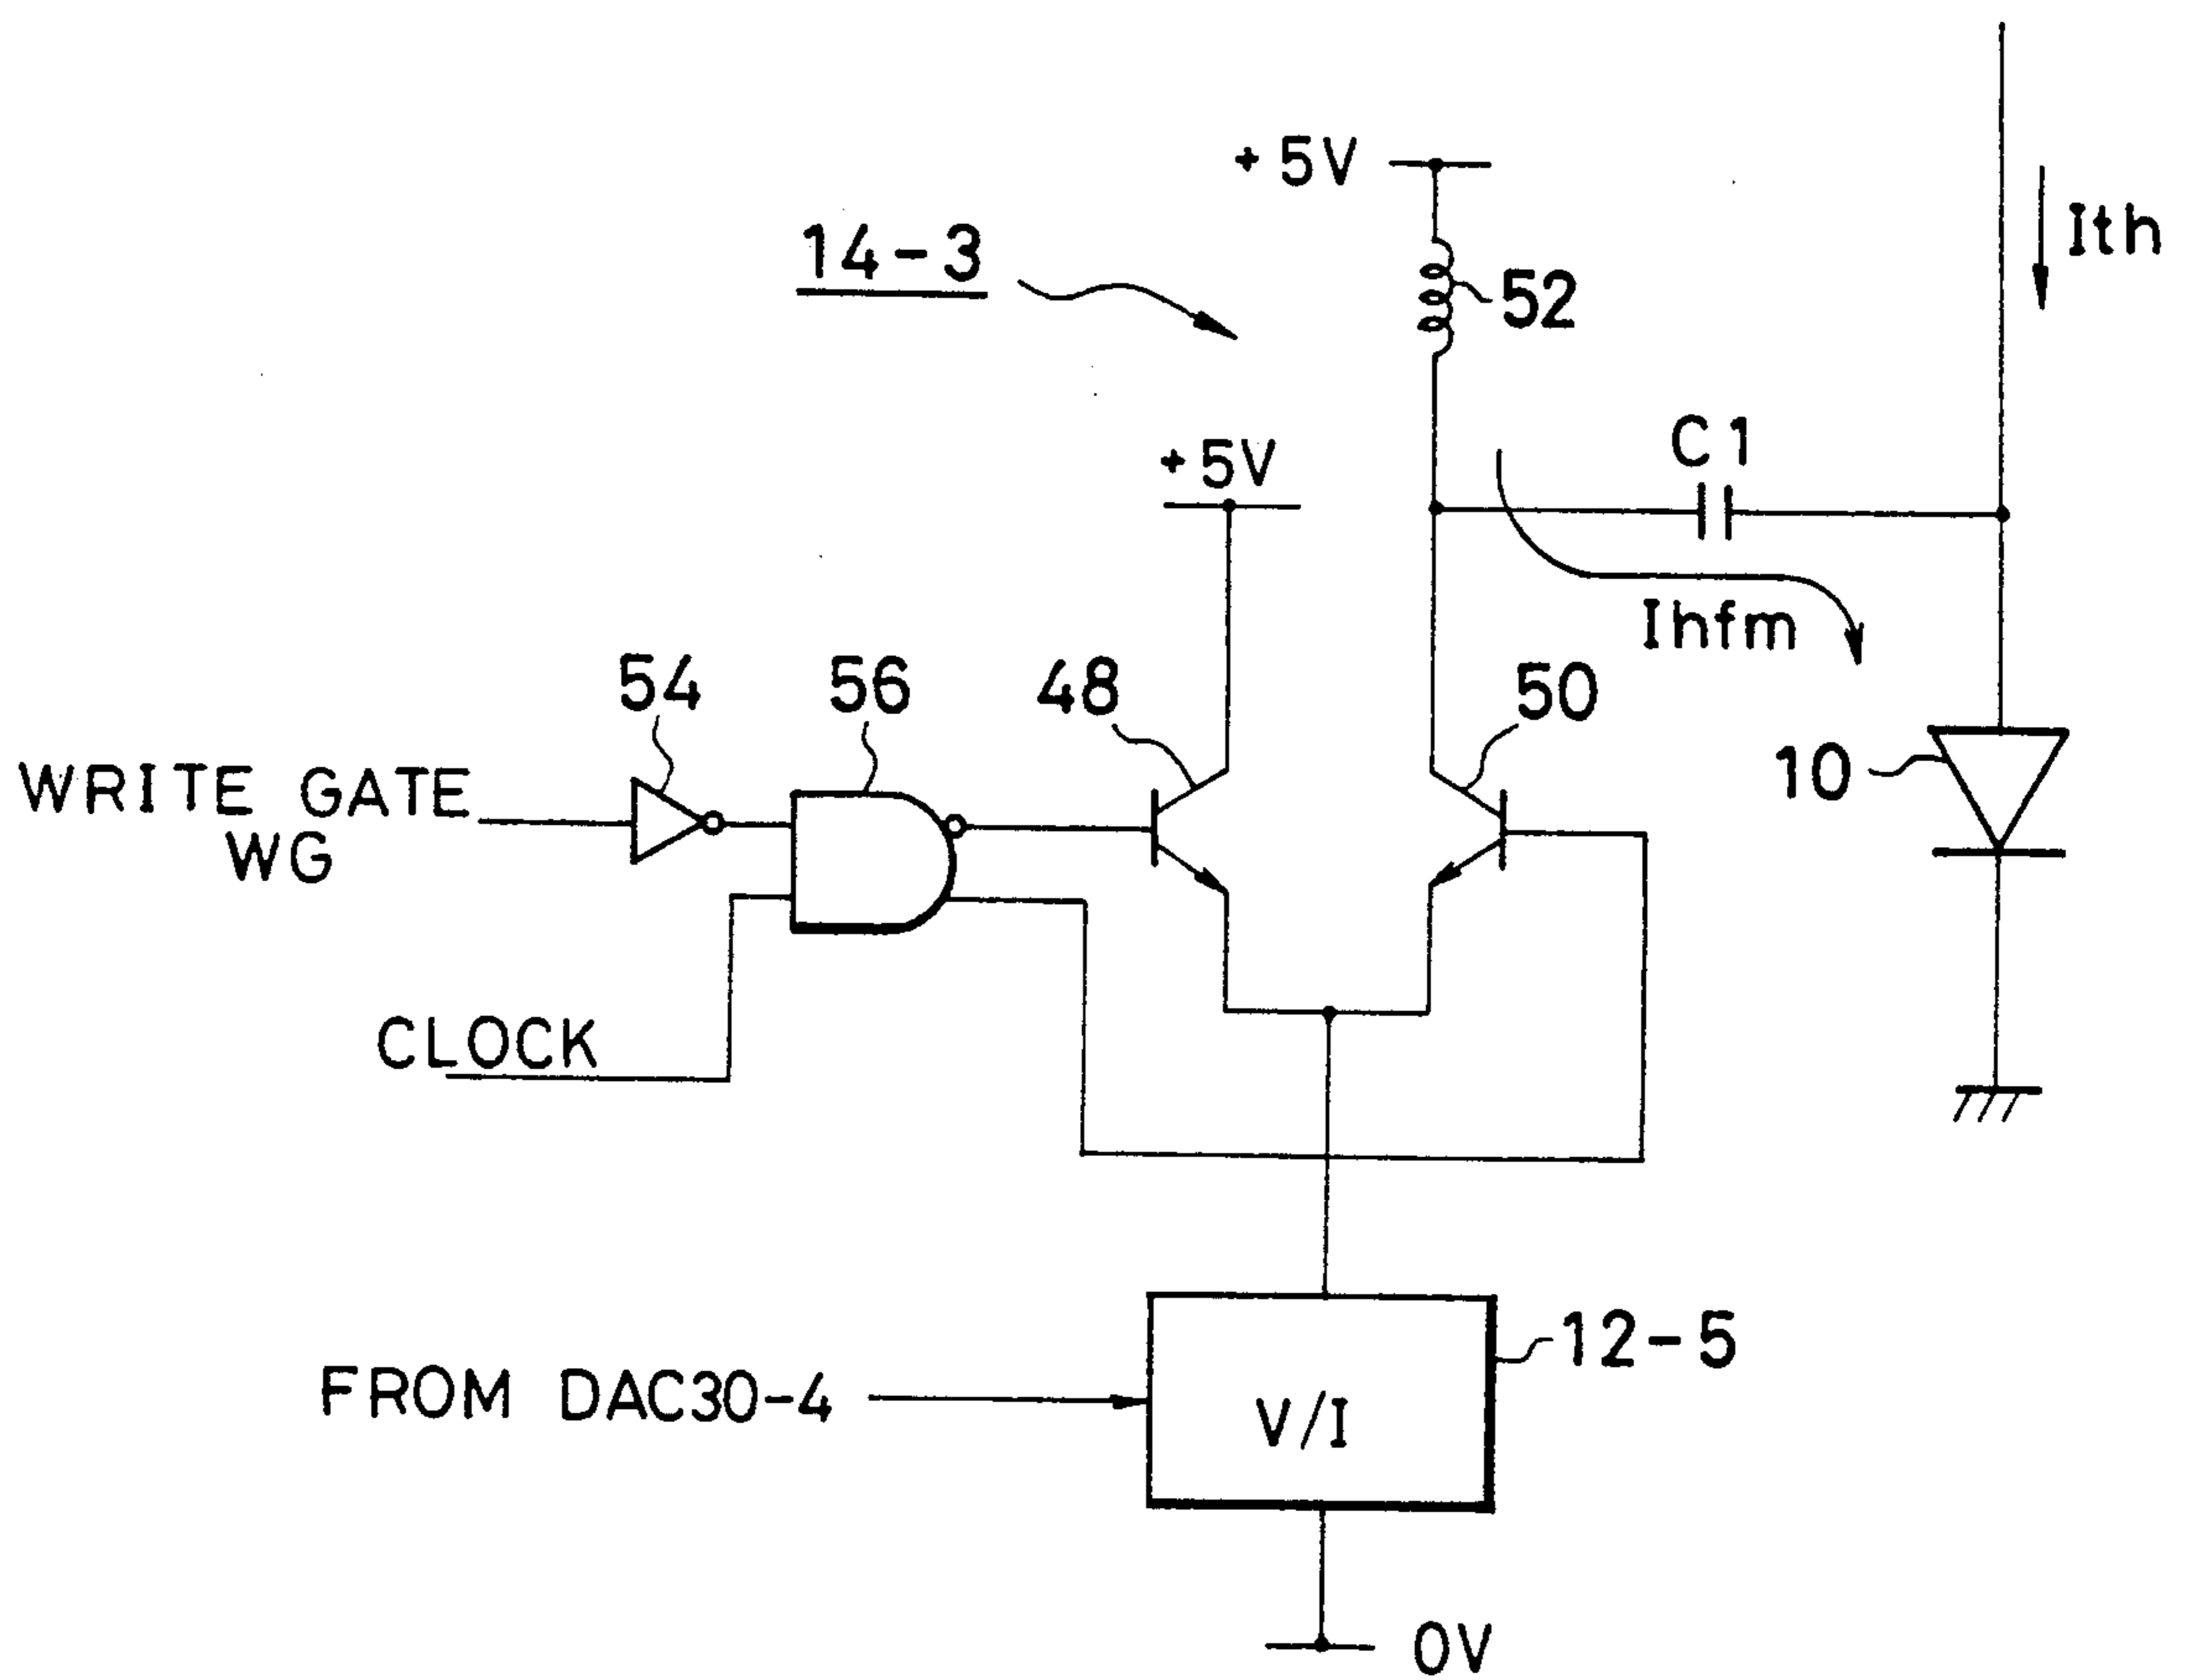 +5V
Ith
14-3
52
C1
+5V
Ihfm
54
56
48
50
10
WRITE GATE
WG
CLOCK
12-5
FROM DAC30-4
V/I
0V